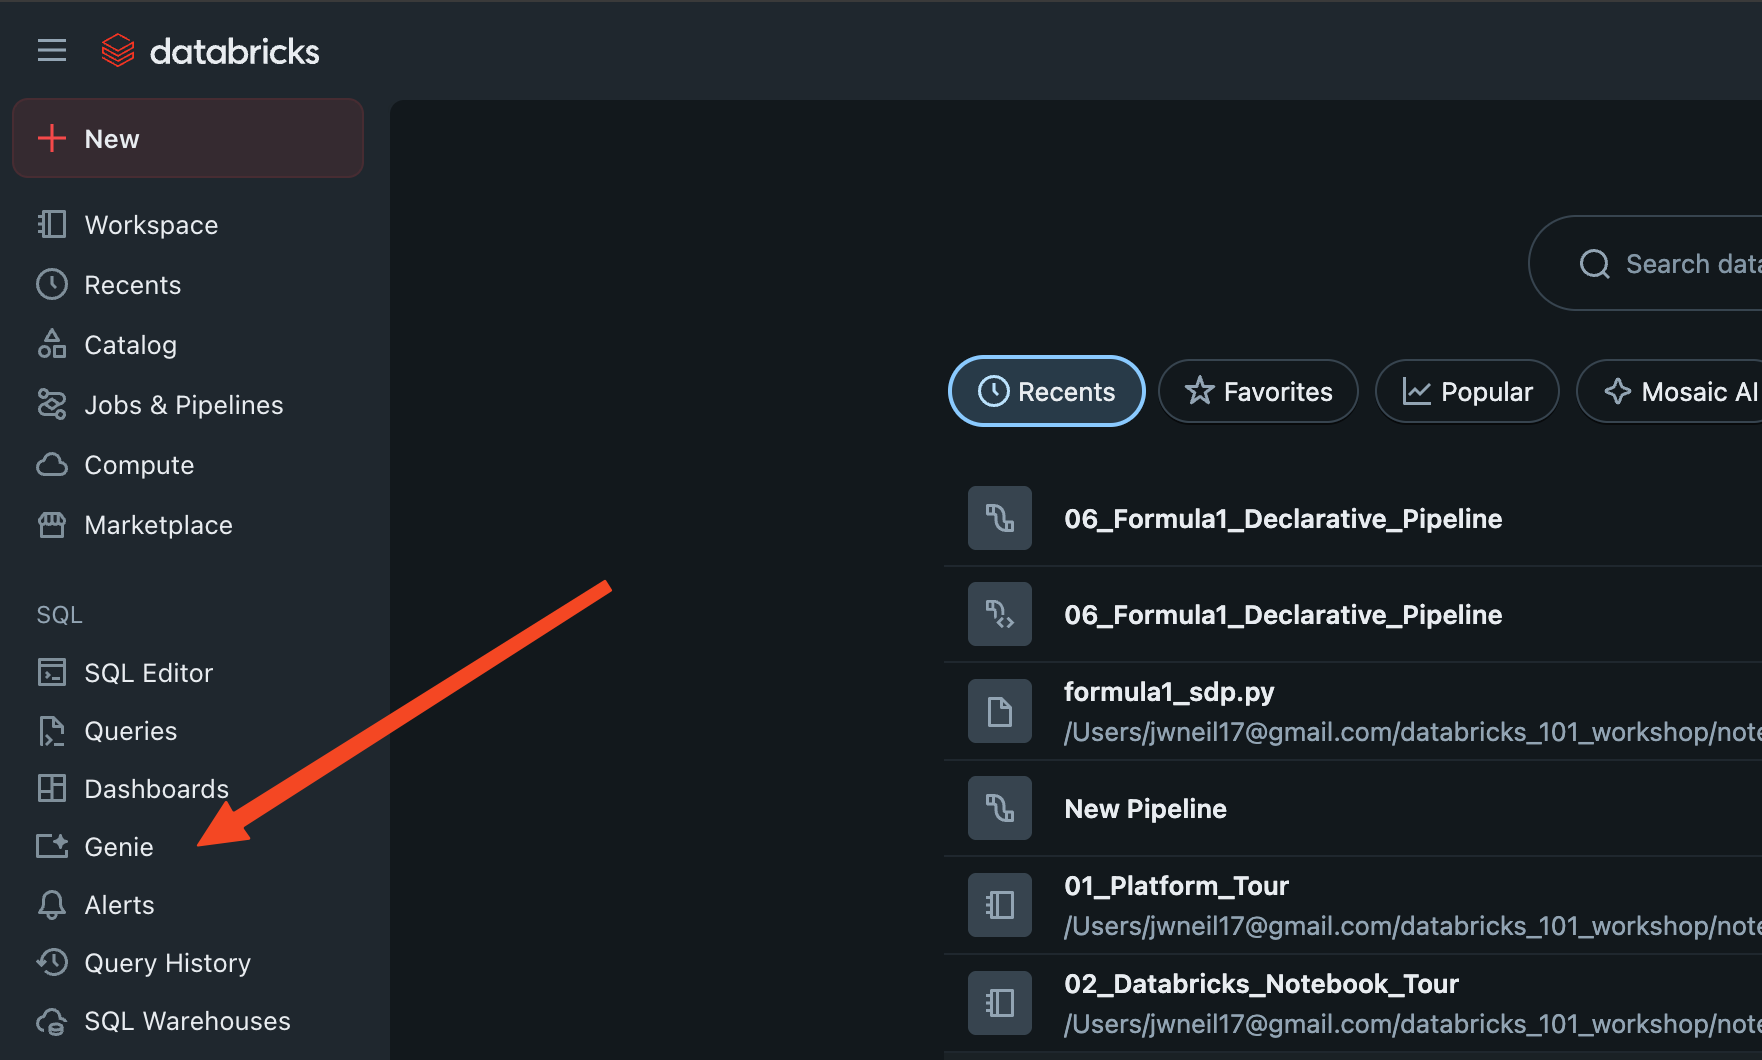 databricks
New
Workspace
Recents
Catalog
Jobs & Pipelines
Compute
Marketplace
SQL
SQL Editor
Queries
Dashboards
Genie
Alerts
Query History
SQL Warehouses
Search data
Recents
Favorites
Popular
Mosaic AI
06_Formula1_Declarative_Pipeline
06_Formula1_Declarative_Pipeline
formula1_sdp.py
/Users/jwneil17@gmail.com/databricks_101_workshop/note
New Pipeline
01_Platform_Tour
/Users/jwneil17@gmail.com/databricks_101_workshop/note
02_Databricks_Notebook_Tour
/Users/jwneil17@gmail.com/databricks_101_workshop/note